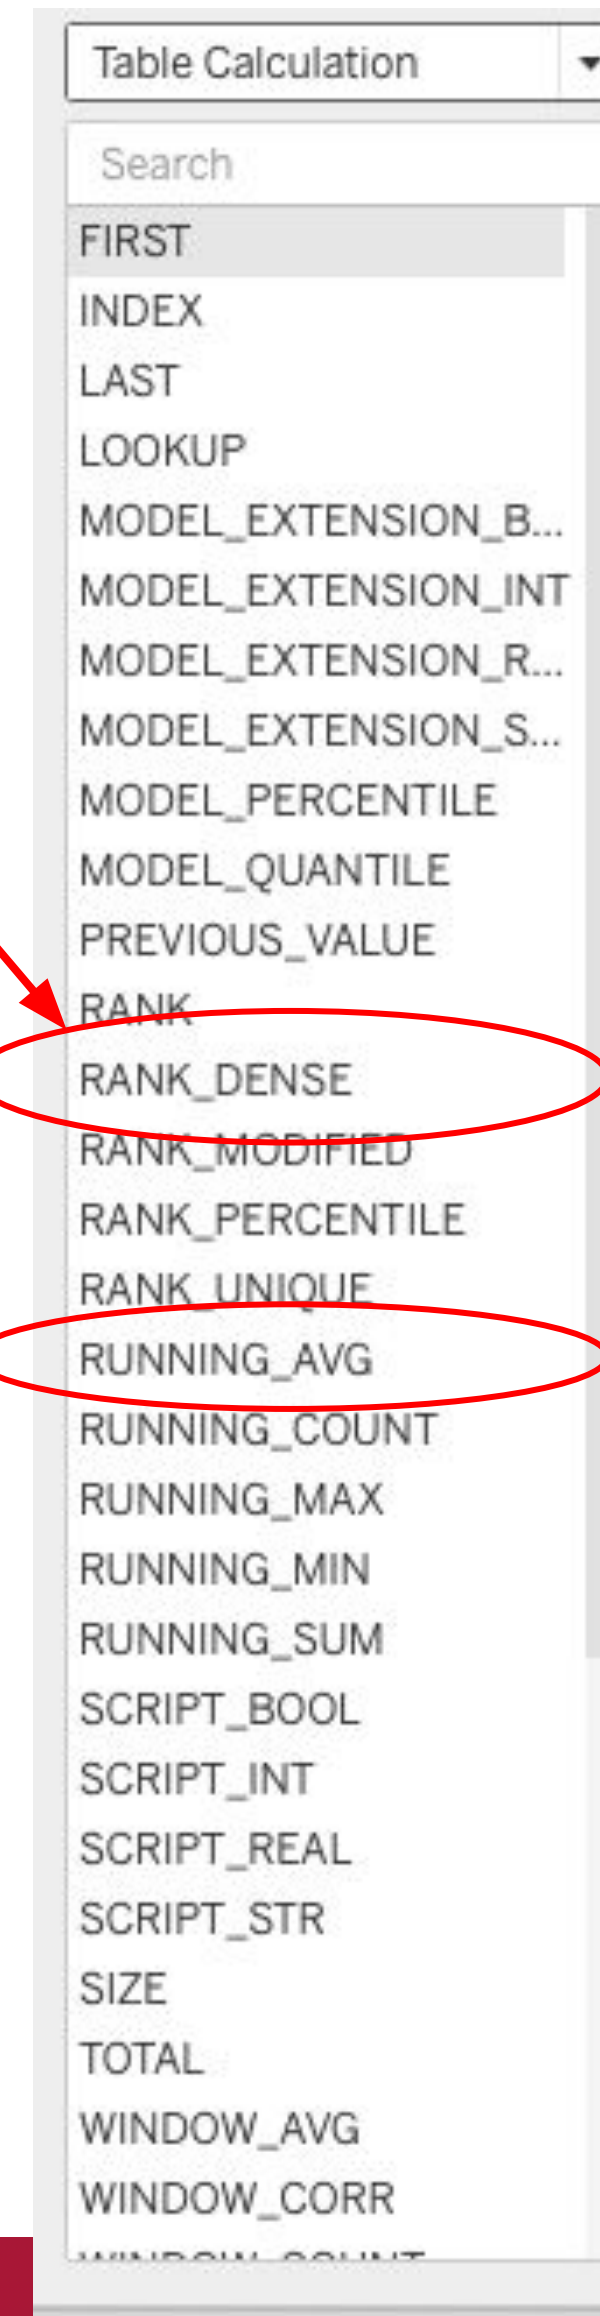 Table Calculation
Search
FIRST
INDEX
LAST
LOOKUP
MODEL_EXTENSION_B...
MODEL_EXTENSION_INT
MODEL_EXTENSION_R...
MODEL_EXTENSION_S...
MODEL_PERCENTILE
MODEL_QUANTILE
PREVIOUS_VALUE
RANK
RANK_DENSE
RANK_MODIFIED
RANK_PERCENTILE
RANK_UNIQUE
RUNNING_AVG
RUNNING_COUNT
RUNNING_MAX
RUNNING_MIN
RUNNING_SUM
SCRIPT_BOOL
SCRIPT_INT
SCRIPT_REAL
SCRIPT_STR
SIZE
TOTAL
WINDOW_AVG
WINDOW_CORR
WINDOW_COUNT